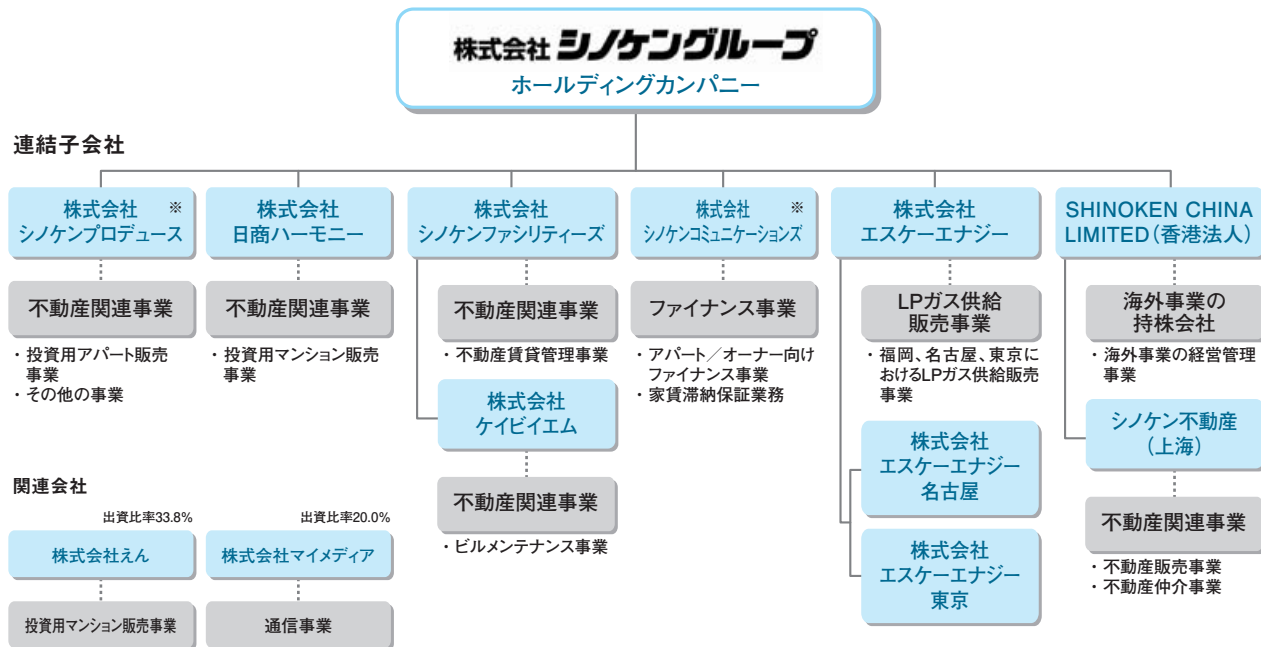 株式会社 シノケングループ
ホールディングカンパニー
連結子会社
株式会社 ※
シノケンプロデュース
不動産関連事業
・投資用アパート販売
事業
・その他の事業
株式会社
日商ハーモニー
不動産関連事業
・投資用マンション販売
事業
株式会社
シノケンファシリティーズ
不動産関連事業
・不動産賃貸管理事業
株式会社
ケイビイエム
不動産関連事業
・ビルメンテナンス事業
株式会社 ※
シノケンコミュニケーションズ
ファイナンス事業
・アパート／オーナー向け
ファイナンス事業
・家賃滞納保証業務
株式会社
エスケーエナジー
LPガス供給
販売事業
・福岡、名古屋、東京に
おけるLPガス供給販売
事業
株式会社
エスケーエナジー
名古屋
株式会社
エスケーエナジー
東京
SHINOKEN CHINA
LIMITED（香港法人）
海外事業の
持株会社
・海外事業の経営管理
事業
シノケン不動産
（上海）
不動産関連事業
・不動産販売事業
・不動産仲介事業
関連会社
出資比率33.8%
株式会社えん
投資用マンション販売事業
出資比率20.0%
株式会社マイメディア
通信事業